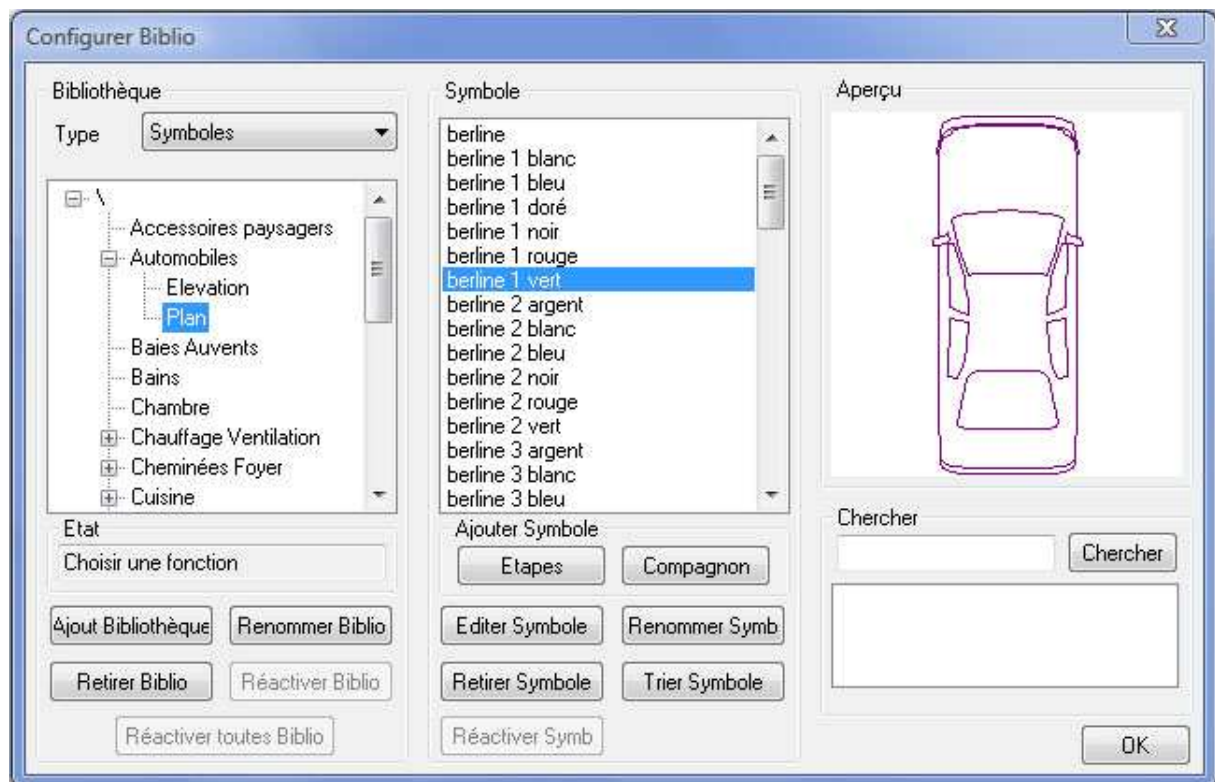 Configurer Biblio
Bibliothèque
Type
Symboles
\
Accessoires paysagers
Automobiles
Elevation
Plan
Baies Auvents
Bains
Chambre
Chauffage Ventilation
Cheminées Foyer
Cuisine
Etat
Choisir une fonction
Ajout Bibliothèque
Renommer Biblio
Retirer Biblio
Réactiver Biblio
Réactiver toutes Biblio
Symbole
berline
berline 1 blanc
berline 1 bleu
berline 1 doré
berline 1 noir
berline 1 rouge
berline 1 vert
berline 2 argent
berline 2 blanc
berline 2 bleu
berline 2 noir
berline 2 rouge
berline 2 vert
berline 3 argent
berline 3 blanc
berline 3 bleu
Ajouter Symbole
Etapes
Compagnon
Editer Symbole
Renommer Symb
Retirer Symbole
Trier Symbole
Réactiver Symb
Aperçu
Chercher
Chercher
OK